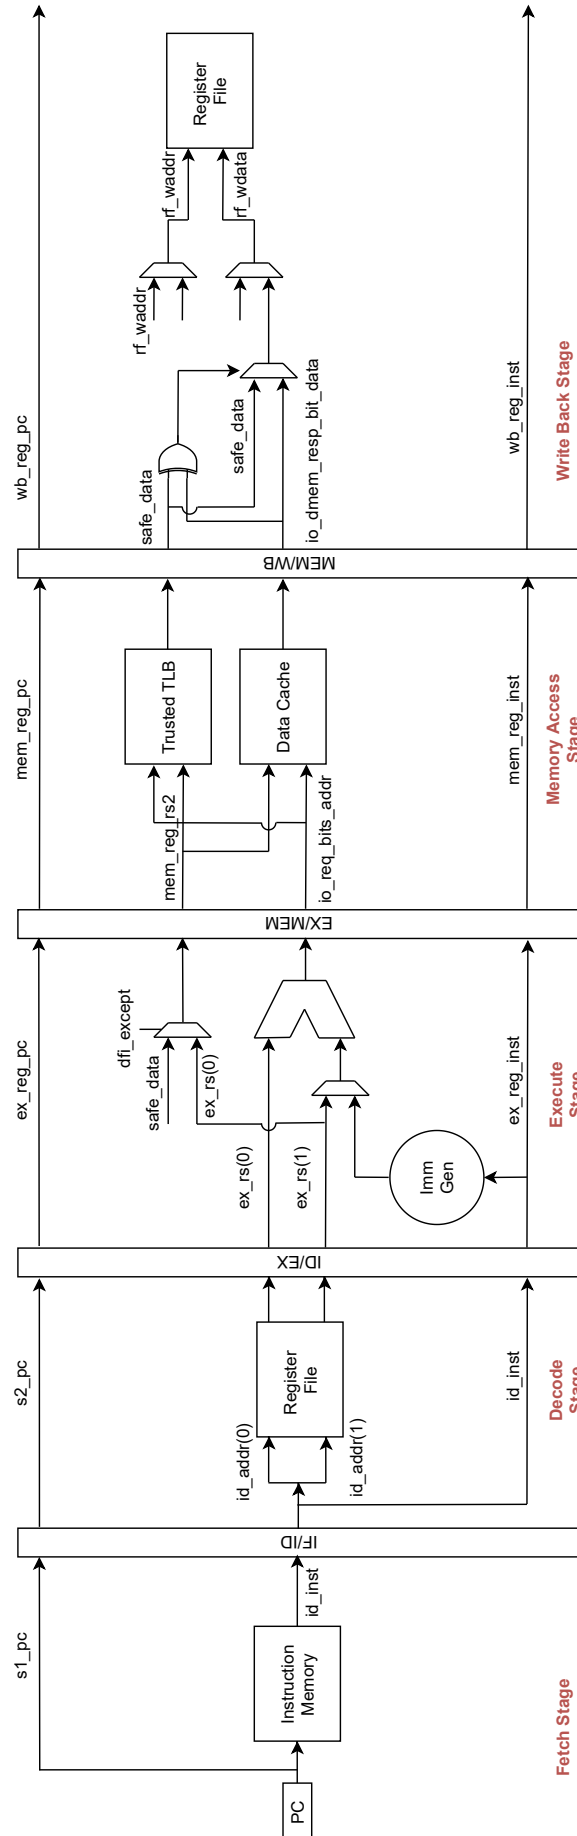 PC
s1_pc
Instruction
Memory
id_inst
Fetch Stage
IF/ID
s2_pc
id_addr(0)
id_addr(1)
Register
File
id_inst
Decode
Stage
ID/EX
ex_reg_pc
ex_rs(0)
ex_rs(1)
Imm
Gen
safe_data
dfi_except
ex_rs(0)
ex_reg_inst
Execute
Stage
EX/MEM
mem_reg_pc
mem_reg_rs2
io_req_bits_addr
Trusted TLB
Data Cache
mem_reg_inst
Memory Access
Stage
MEM/WB
wb_reg_pc
safe_data
safe_data
io_dmem_resp_bit_data
rf_waddr
rf_waddr
rf_wdata
Register
File
wb_reg_inst
Write Back Stage